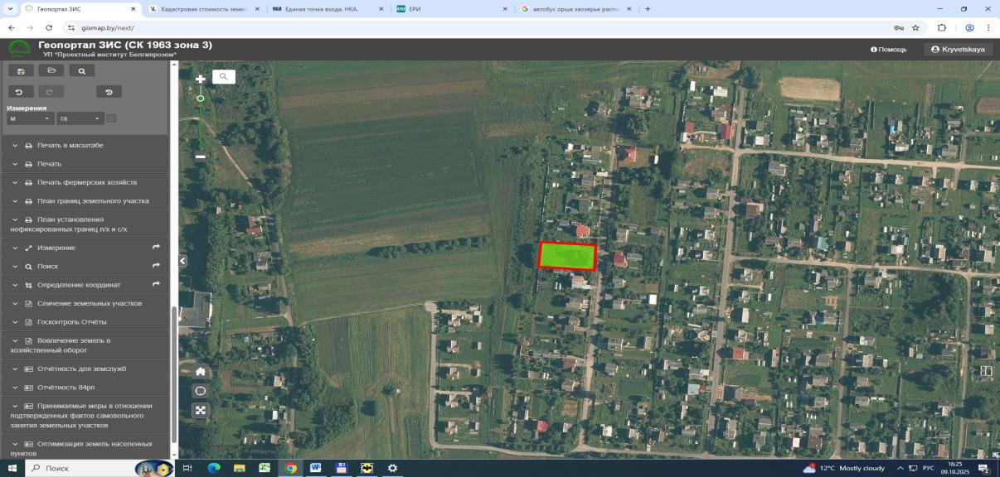 Геопортал ЗИС
Кадастровая стоимость земел
Единая точка входа. НКА.
ЕРИ
автобус орша заозерье распи
gismap.by/next/
Геопортал ЗИС (СК 1963 зона 3)
УП "Проектный институт Белгипрозем"
Помощь
Kryvetskaya
Измерения
м
га
Печать в масштабе
Печать
Печать фермерских хозяйств
План границ земельного участка
План установления
нефиксированных границ л/х и с/х
Измерение
Поиск
Определение координат
Сличение земельных участков
Госконтроль Отчёты
Вовлечение земель в
хозяйственный оборот
Отчётность для землслужб
Отчётность 84рп
Принимаемые меры в отношении
подтвержденных фактов самовольного
занятия земельных участков
Оптимизация земель населенных
пунктов
Поиск
12°C Mostly cloudy
РУС
16:25
09.10.2025